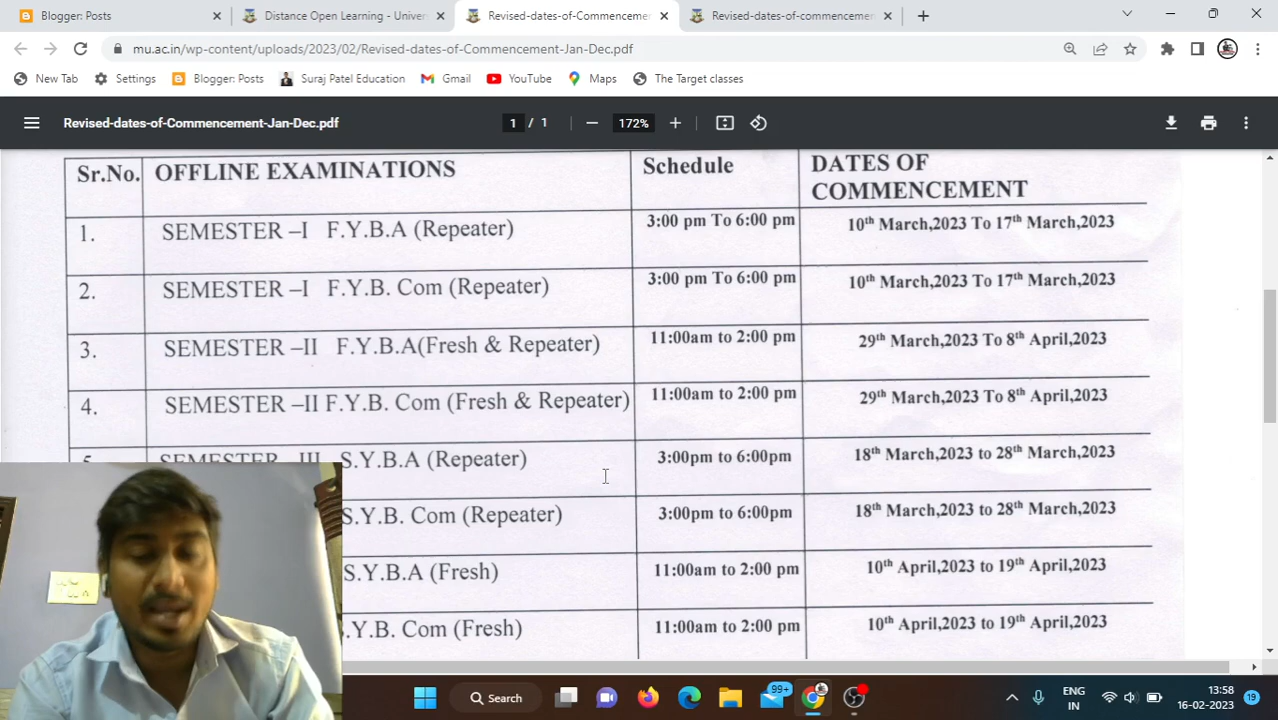 Blogger: Posts
Distance Open Learning - Univer
Revised-dates-of-Commenceme
Revised-dates-of-commencemen
mu.ac.in/wp-content/uploads/2023/02/Revised-dates-of-Commencement-Jan-Dec.pdf
New Tab Settings Blogger: Posts Suraj Patel Education Gmail YouTube Maps The Target classes
Revised-dates-of-Commencement-Jan-Dec.pdf 1 / 1 172%
Sr.No. OFFLINE EXAMINATIONS Schedule DATES OF
COMMENCEMENT
1. SEMESTER –I F.Y.B.A (Repeater) 3:00 pm To 6:00 pm 10th March,2023 To 17th March,2023
2. SEMESTER –I F.Y.B. Com (Repeater) 3:00 pm To 6:00 pm 10th March,2023 To 17th March,2023
3. SEMESTER –II F.Y.B.A(Fresh & Repeater) 11:00am to 2:00 pm 29th March,2023 To 8th April,2023
4. SEMESTER –II F.Y.B. Com (Fresh & Repeater) 11:00am to 2:00 pm 29th March,2023 To 8th April,2023
5. SEMESTER –III S.Y.B.A (Repeater) 3:00pm to 6:00pm 18th March,2023 to 28th March,2023
S.Y.B. Com (Repeater) 3:00pm to 6:00pm 18th March,2023 to 28th March,2023
S.Y.B.A (Fresh) 11:00am to 2:00 pm 10th April,2023 to 19th April,2023
S.Y.B. Com (Fresh) 11:00am to 2:00 pm 10th April,2023 to 19th April,2023
Search 99+ ENG 13:58
IN 16-02-2023 19